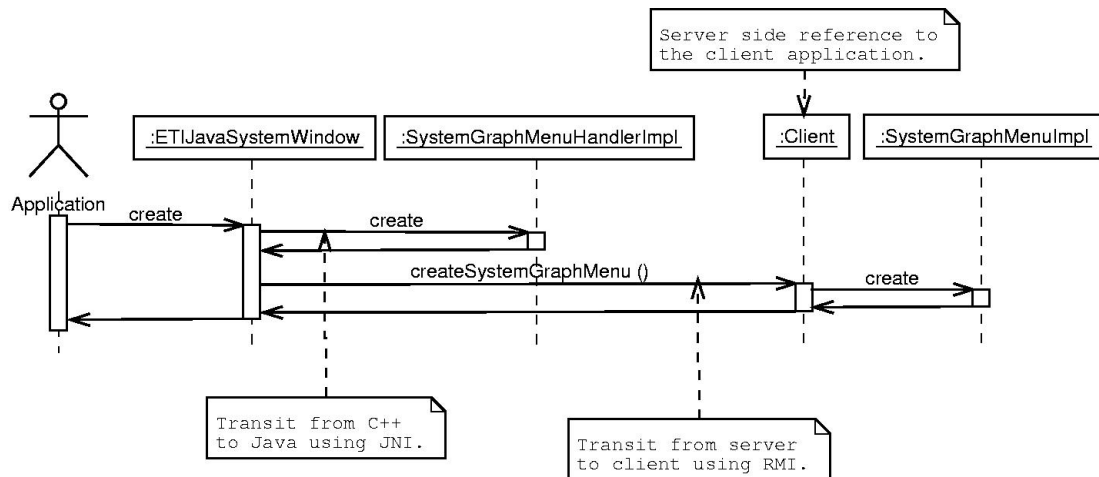 Server side reference to
the client application.
:ETIJavaSystemWindow
:SystemGraphMenuHandlerImpl
:Client
:SystemGraphMenuImpl
Application
create
create
createSystemGraphMenu ()
create
Transit from C++
to Java using JNI.
Transit from server
to client using RMI.